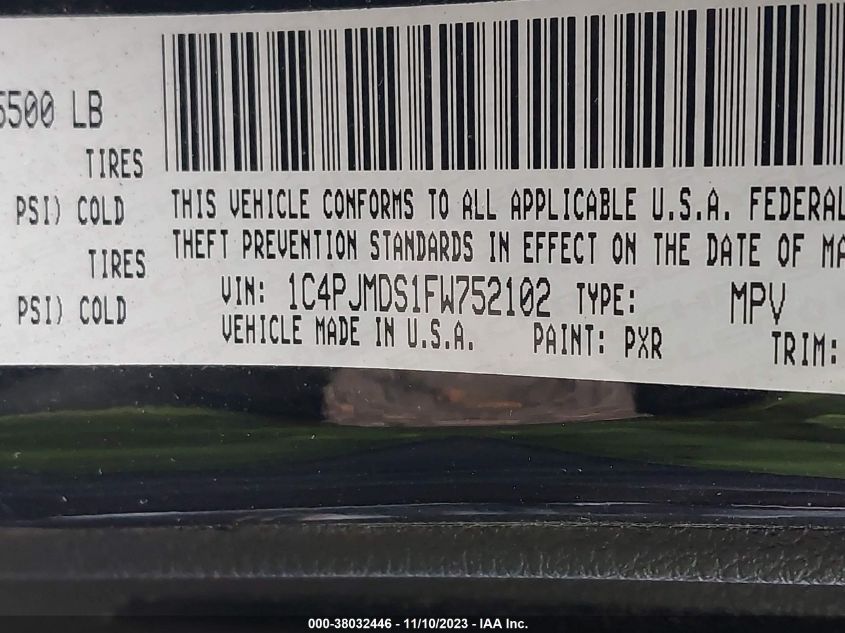 5500 LB
TIRES
PSI) COLD
TIRES
PSI) COLD
THIS VEHICLE CONFORMS TO ALL APPLICABLE U.S.A. FEDERAL
THEFT PREVENTION STANDARDS IN EFFECT ON THE DATE OF MA
VIN: 1C4PJMDS1FW752102 TYPE: MPV
VEHICLE MADE IN U.S.A. PAINT: PXR TRIM:
000-38032446 - 11/10/2023 - IAA Inc.